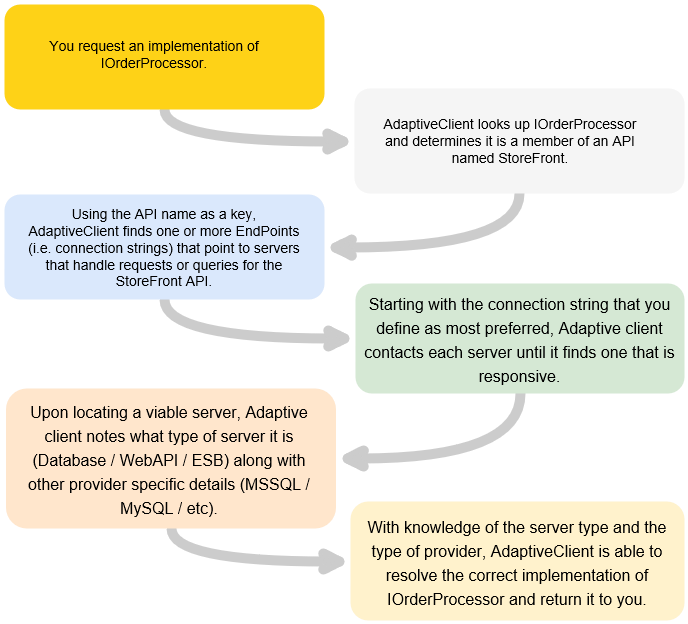 You request an implementation of
IOrderProcessor.
AdaptiveClient looks up IOrderProcessor
and determines it is a member of an API
named StoreFront.
Using the API name as a key,
AdaptiveClient finds one or more EndPoints
(i.e. connection strings) that point to servers
that handle requests or queries for the
StoreFront API.
Starting with the connection string that you
define as most preferred, Adaptive client
contacts each server until it finds one that is
responsive.
Upon locating a viable server, Adaptive
client notes what type of server it is
(Database / WebAPI / ESB) along with
other provider specific details (MSSQL /
MySQL / etc).
With knowledge of the server type and the
type of provider, AdaptiveClient is able to
resolve the correct implementation of
IOrderProcessor and return it to you.